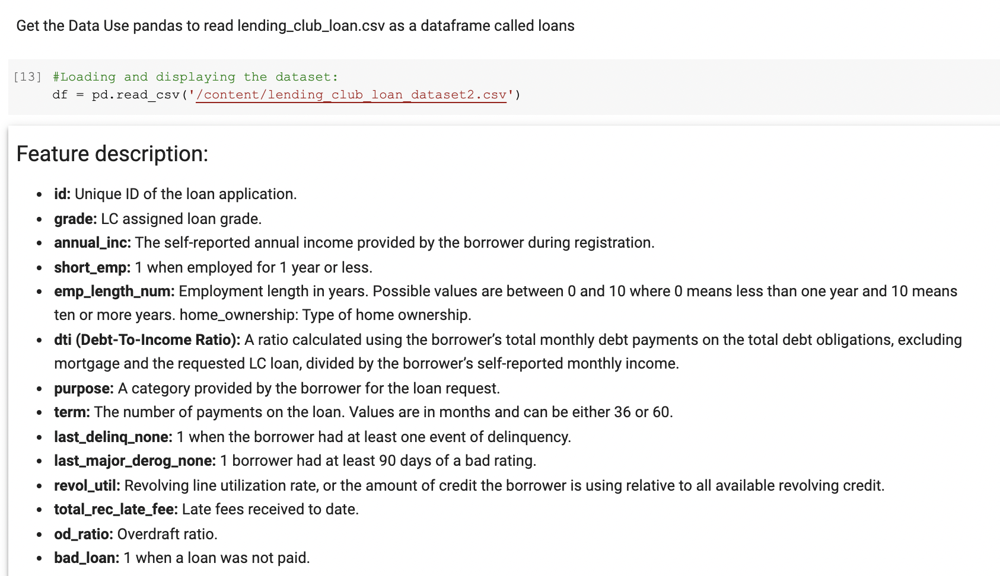 Get the Data Use pandas to read lending_club_loan.csv as a dataframe called loans
[13] #Loading and displaying the dataset:
df = pd.read_csv('/content/lending_club_loan_dataset2.csv')
Feature description:
• id: Unique ID of the loan application.
• grade: LC assigned loan grade.
• annual_inc: The self-reported annual income provided by the borrower during registration.
• short_emp: 1 when employed for 1 year or less.
• emp_length_num: Employment length in years. Possible values are between 0 and 10 where 0 means less than one year and 10 means
ten or more years. home_ownership: Type of home ownership.
• dti (Debt-To-Income Ratio): A ratio calculated using the borrower’s total monthly debt payments on the total debt obligations, excluding
mortgage and the requested LC loan, divided by the borrower’s self-reported monthly income.
• purpose: A category provided by the borrower for the loan request.
• term: The number of payments on the loan. Values are in months and can be either 36 or 60.
• last_delinq_none: 1 when the borrower had at least one event of delinquency.
• last_major_derog_none: 1 borrower had at least 90 days of a bad rating.
• revol_util: Revolving line utilization rate, or the amount of credit the borrower is using relative to all available revolving credit.
• total_rec_late_fee: Late fees received to date.
• od_ratio: Overdraft ratio.
• bad_loan: 1 when a loan was not paid.